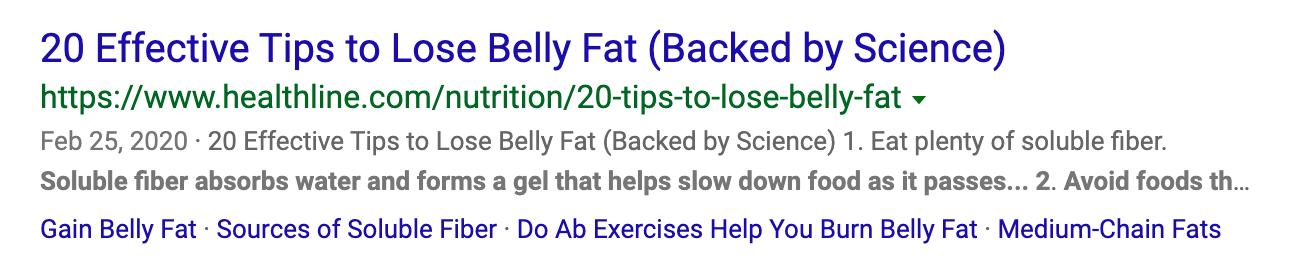 20 Effective Tips to Lose Belly Fat (Backed by Science)
https://www.healthline.com/nutrition/20-tips-to-lose-belly-fat
Feb 25, 2020 · 20 Effective Tips to Lose Belly Fat (Backed by Science) 1. Eat plenty of soluble fiber.
Soluble fiber absorbs water and forms a gel that helps slow down food as it passes... 2. Avoid foods th...
Gain Belly Fat · Sources of Soluble Fiber · Do Ab Exercises Help You Burn Belly Fat · Medium-Chain Fats